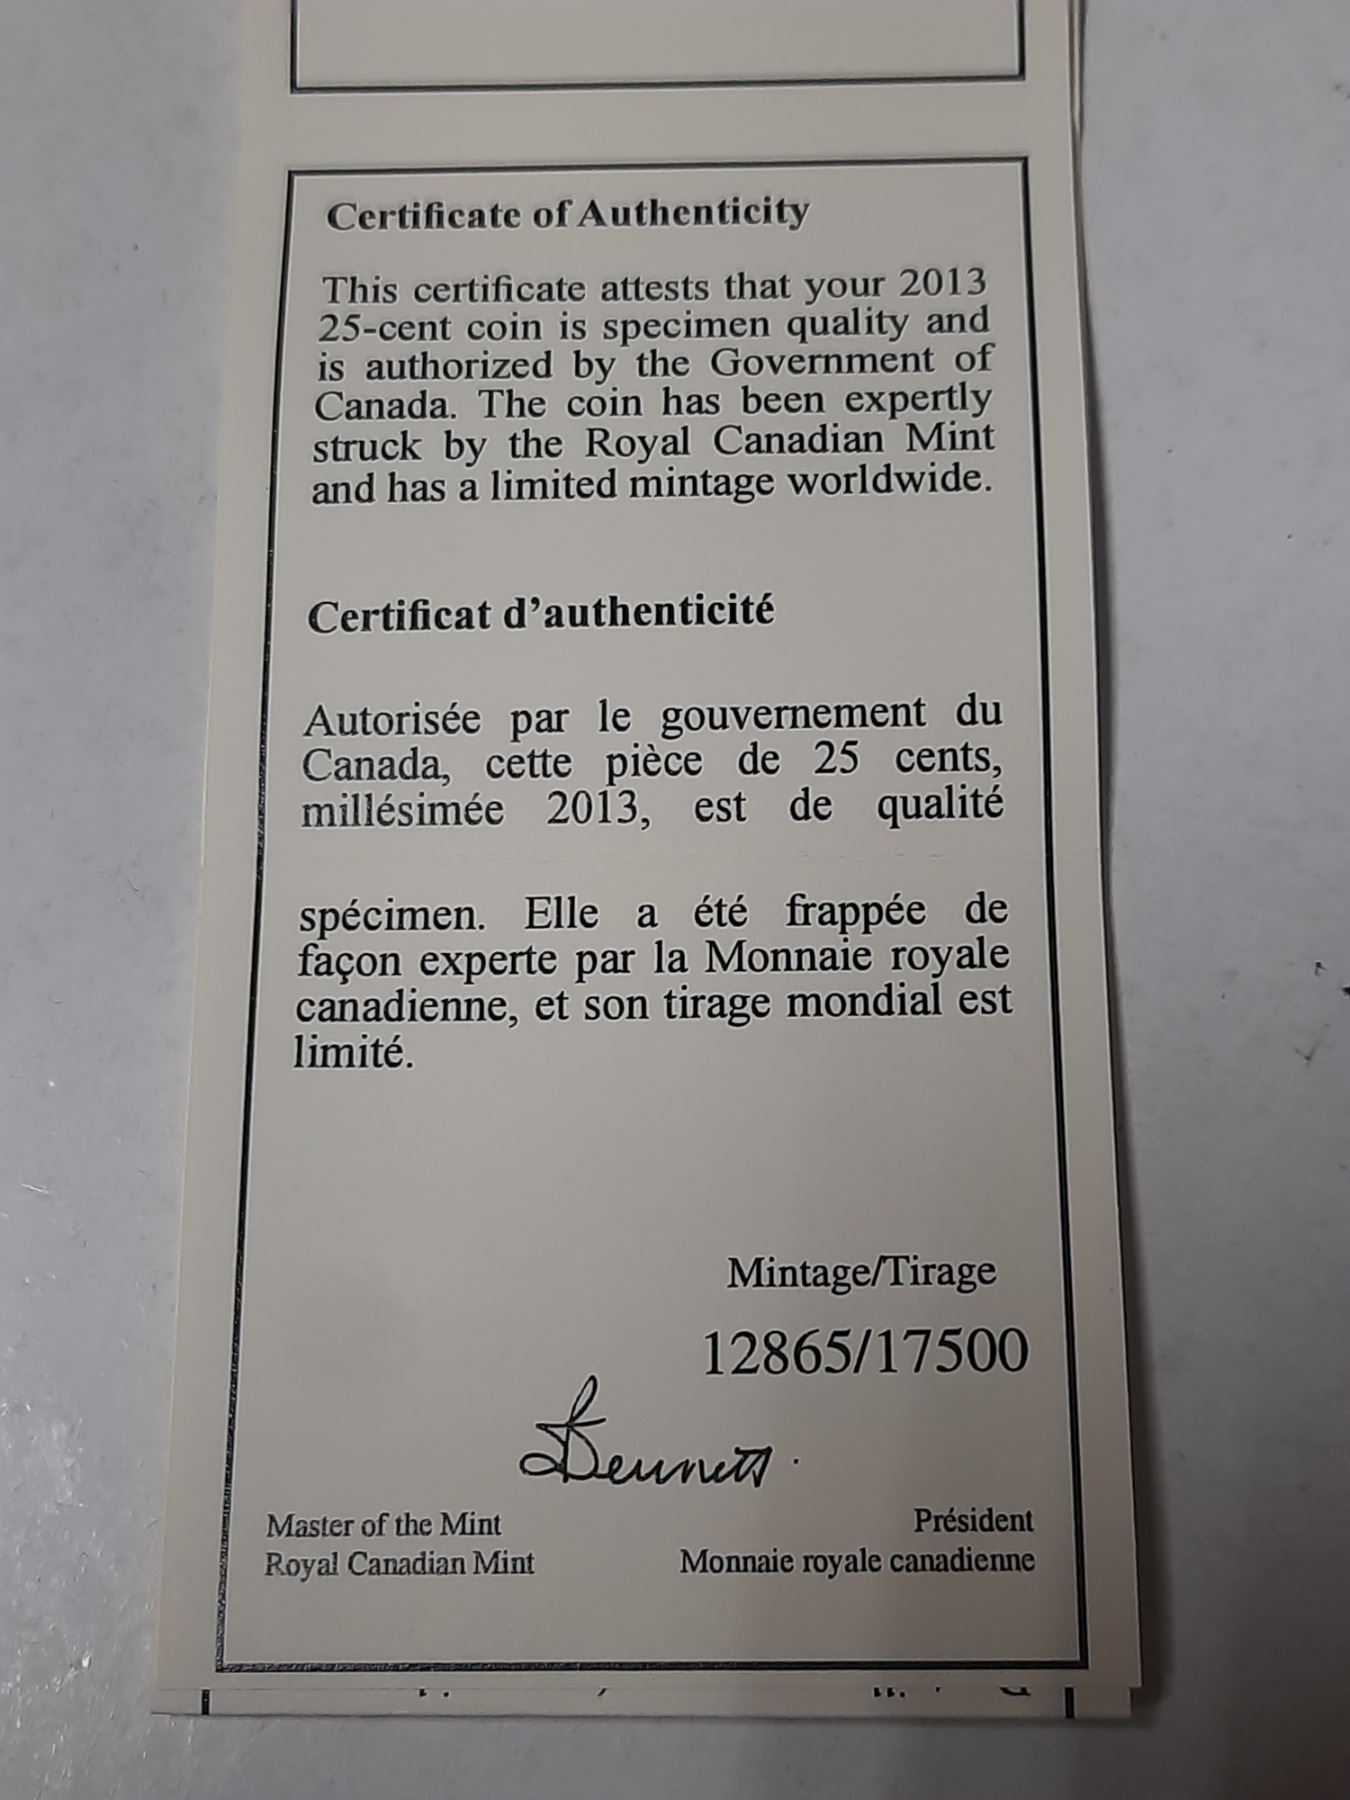 Certificate of Authenticity
This certificate attests that your 2013
25-cent coin is specimen quality and
is authorized by the Government of
Canada. The coin has been expertly
struck by the Royal Canadian Mint
and has a limited mintage worldwide.
Certificat d'authenticité
Autorisée par le gouvernement du
Canada, cette pièce de 25 cents,
millésimée 2013, est de qualité
spécimen. Elle a été frappée de
façon experte par la Monnaie royale
canadienne, et son tirage mondial est
limité.
Mintage/Tirage
12865/17500
Bennett
Master of the Mint
Royal Canadian Mint
Président
Monnaie royale canadienne